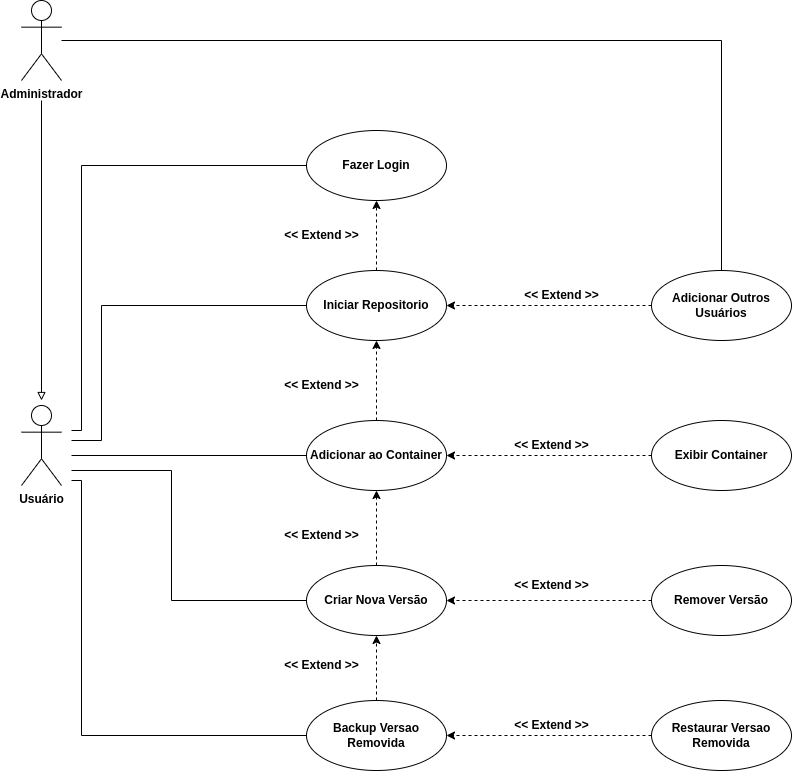 Administrador
Fazer Login
<< Extend >>
Iniciar Repositorio
<< Extend >>
Adicionar Outros
Usuários
<< Extend >>
Usuário
Adicionar ao Container
<< Extend >>
Exibir Container
<< Extend >>
Criar Nova Versão
<< Extend >>
Remover Versão
<< Extend >>
Backup Versao
Removida
<< Extend >>
Restaurar Versao
Removida